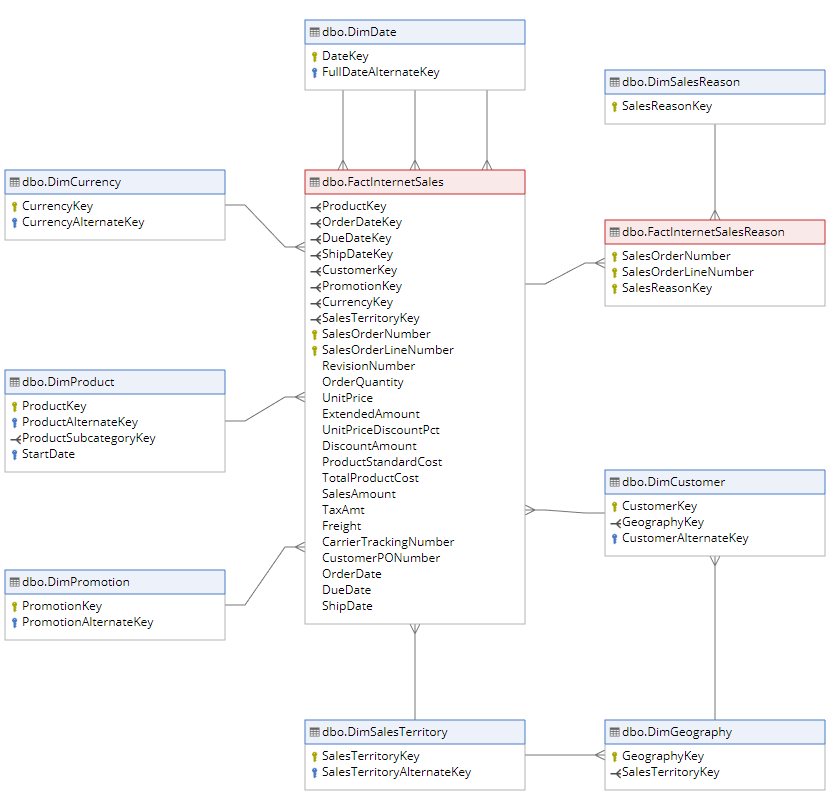 dbo.DimDate
DateKey
FullDateAlternateKey
dbo.DimSalesReason
SalesReasonKey
dbo.DimCurrency
CurrencyKey
CurrencyAlternateKey
dbo.FactInternetSales
ProductKey
OrderDateKey
DueDateKey
ShipDateKey
CustomerKey
PromotionKey
CurrencyKey
SalesTerritoryKey
SalesOrderNumber
SalesOrderLineNumber
RevisionNumber
OrderQuantity
UnitPrice
ExtendedAmount
UnitPriceDiscountPct
DiscountAmount
ProductStandardCost
TotalProductCost
SalesAmount
TaxAmt
Freight
CarrierTrackingNumber
CustomerPONumber
OrderDate
DueDate
ShipDate
dbo.FactInternetSalesReason
SalesOrderNumber
SalesOrderLineNumber
SalesReasonKey
dbo.DimProduct
ProductKey
ProductAlternateKey
ProductSubcategoryKey
StartDate
dbo.DimCustomer
CustomerKey
GeographyKey
CustomerAlternateKey
dbo.DimPromotion
PromotionKey
PromotionAlternateKey
dbo.DimSalesTerritory
SalesTerritoryKey
SalesTerritoryAlternateKey
dbo.DimGeography
GeographyKey
SalesTerritoryKey